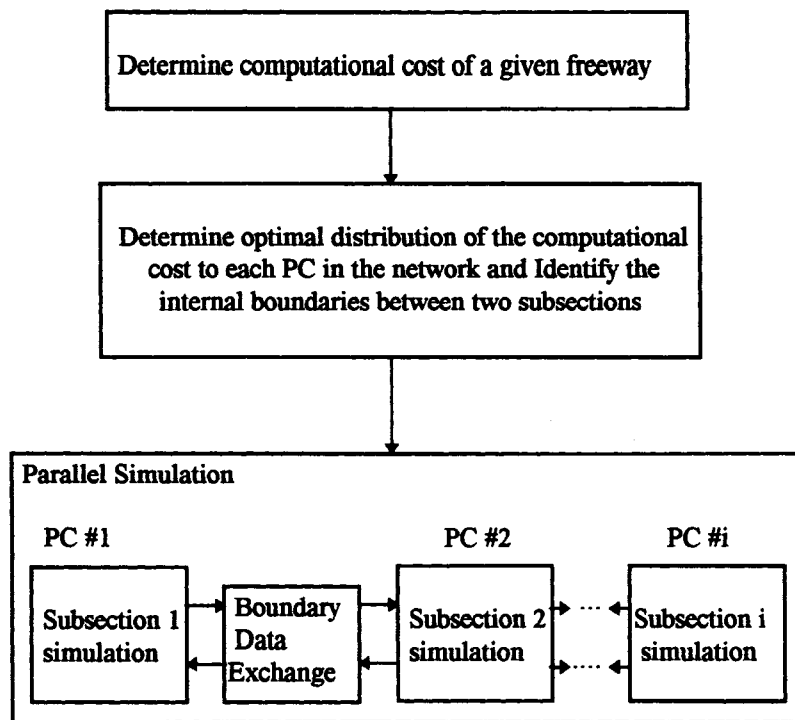 Determine computational cost of a given freeway
Determine optimal distribution of the computational
cost to each PC in the network and Identify the
internal boundaries between two subsections
Parallel Simulation
PC #1
PC #2
PC #i
Subsection 1
simulation
Boundary
Data
Exchange
Subsection 2
simulation
....
....
Subsection i
simulation